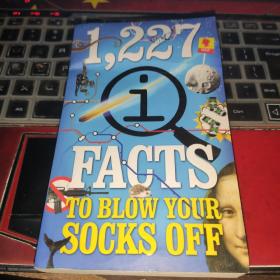 1,227
QI
FACTS
TO BLOW YOUR
SOCKS OFF